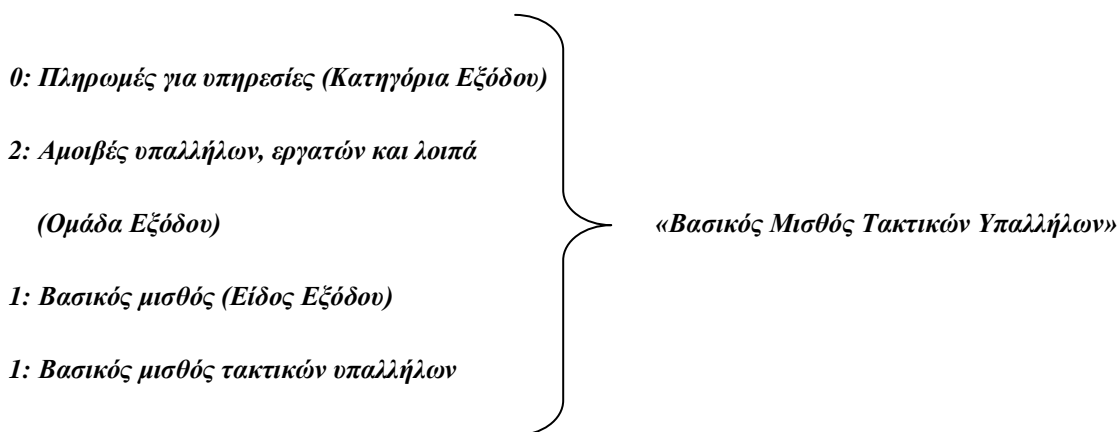 0: Πληρωμές για υπηρεσίες (Κατηγόρια Εξόδου)
2: Αμοιβές υπαλλήλων, εργατών και λοιπά
(Ομάδα Εξόδου)
«Βασικός Μισθός Τακτικών Υπαλλήλων»
1: Βασικός μισθός (Είδος Εξόδου)
1: Βασικός μισθός τακτικών υπαλλήλων